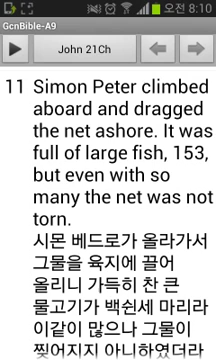 오전 8:10
GcnBible-A9
John 21Ch
11 Simon Peter climbed
aboard and dragged
the net ashore. It was
full of large fish, 153,
but even with so
many the net was not
torn.
시몬 베드로가 올라가서
그물을 육지에 끌어
올리니 가득히 찬 큰
물고기가 백쉰세 마리라
이같이 많으나 그물이
찢어지지 아니하였더라